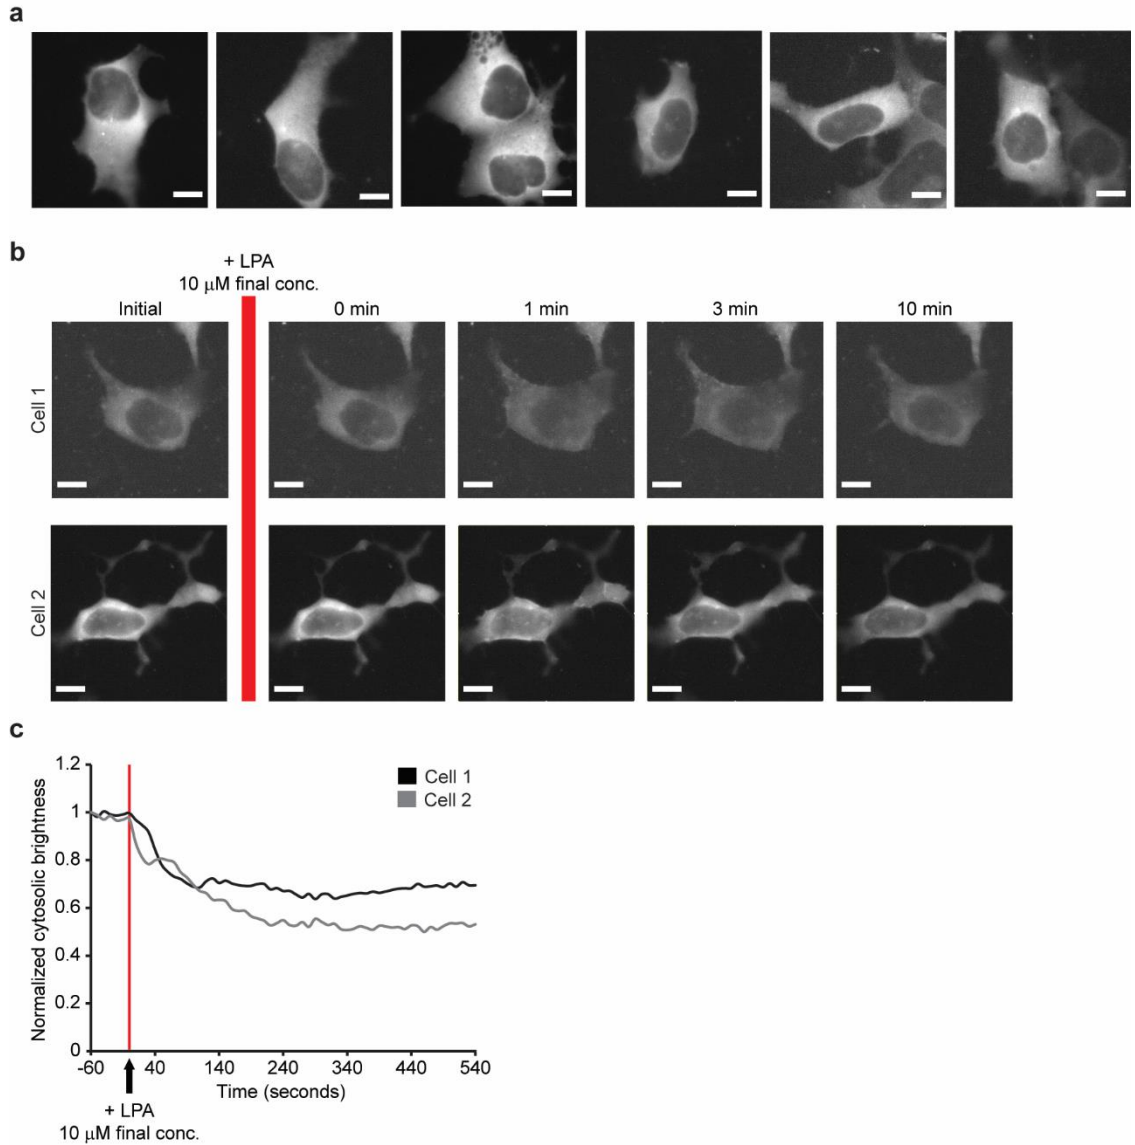 a
b
+ LPA
10 μM final conc.
Initial
0 min
1 min
3 min
10 min
Cell 1
Cell 2
c
Normalized cytosolic brightness
1.2
1
0.8
0.6
0.4
0.2
0
Cell 1
Cell 2
-60 40 140 240 340 440 540
Time (seconds)
+ LPA
10 μM final conc.